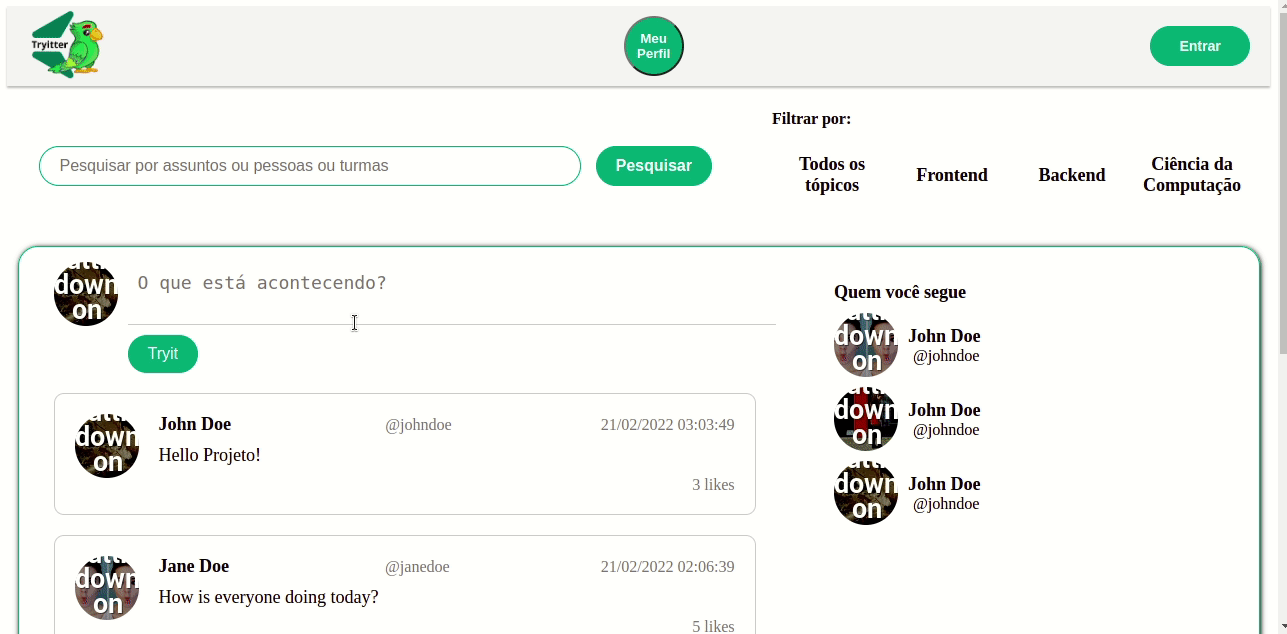 Tryitter
Meu
Perfil
Entrar
Filtrar por:
Pesquisar por assuntos ou pessoas ou turmas
Pesquisar
Todos os
tópicos
Frontend
Backend
Ciência da
Computação
down
on
O que está acontecendo?
Tryit
down
on
John Doe
@johndoe
21/02/2022 03:03:49
Hello Projeto!
3 likes
down
on
Jane Doe
@janedoe
21/02/2022 02:06:39
How is everyone doing today?
5 likes
Quem você segue
down
on
John Doe
@johndoe
down
on
John Doe
@johndoe
down
on
John Doe
@johndoe